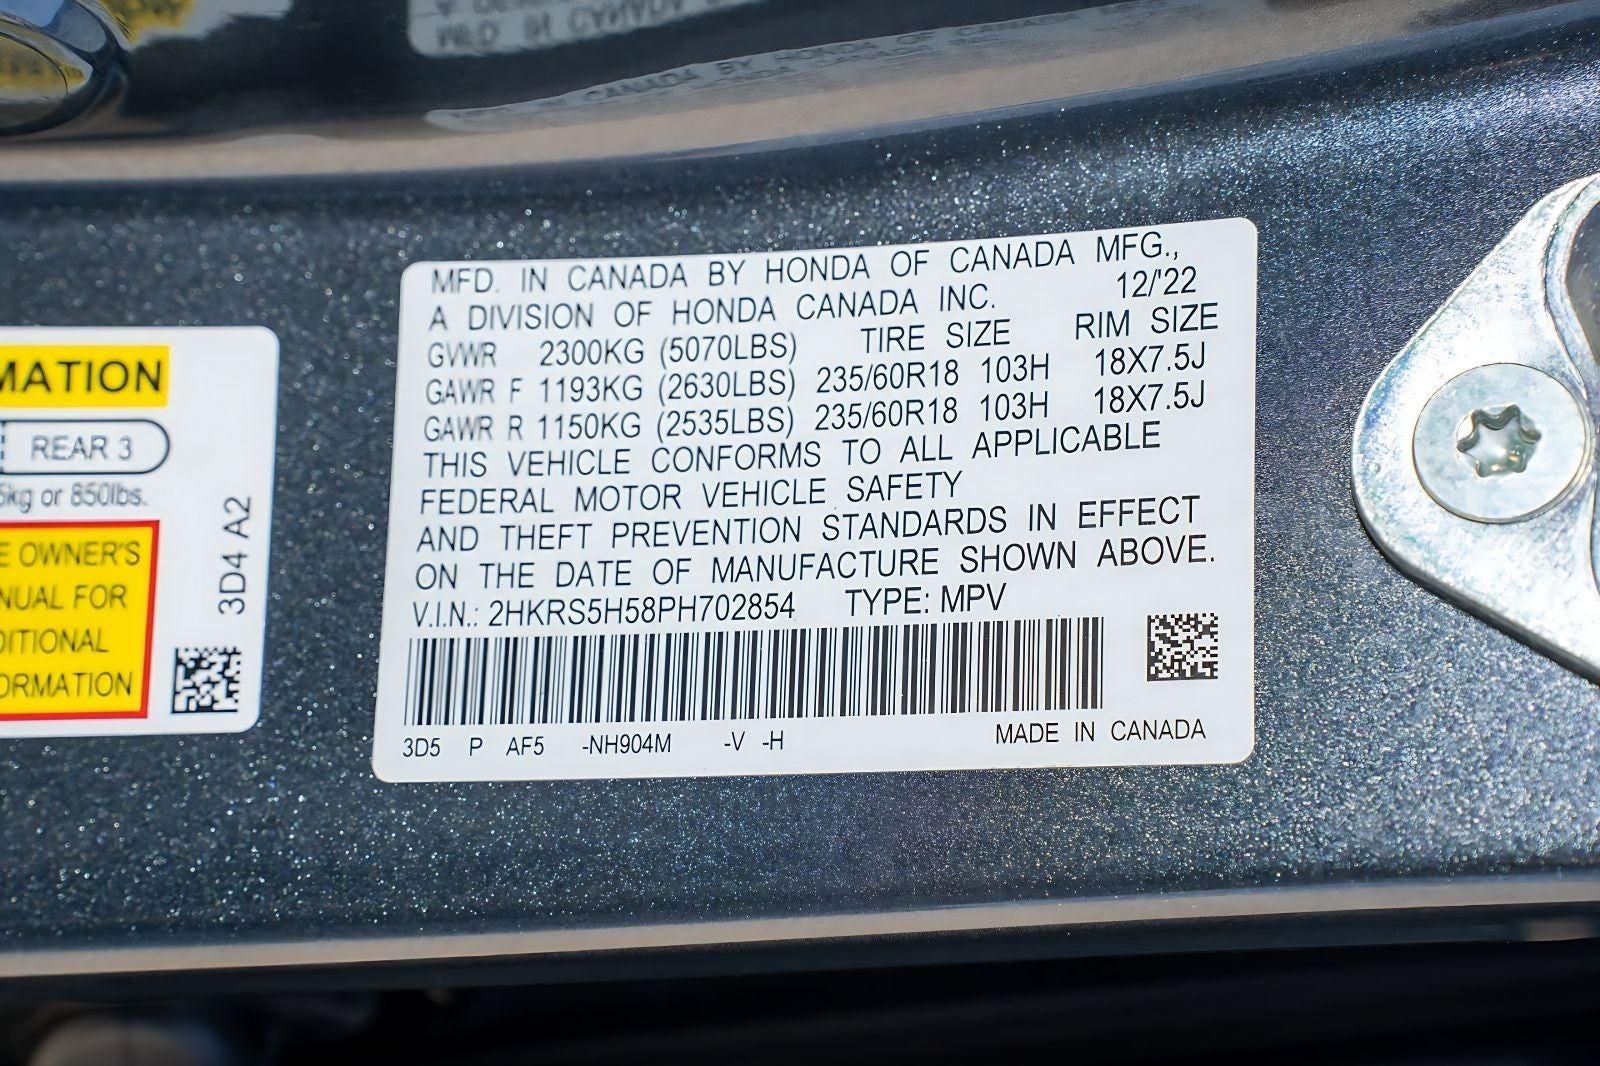 MATION
REAR 3
5kg or 850lbs.
E OWNER'S
NUAL FOR
DITIONAL
ORMATION
3D4 A2
MFD. IN CANADA BY HONDA OF CANADA MFG.,
A DIVISION OF HONDA CANADA INC. 12/'22
GVWR 2300KG (5070LBS) TIRE SIZE RIM SIZE
GAWR F 1193KG (2630LBS) 235/60R18 103H 18X7.5J
GAWR R 1150KG (2535LBS) 235/60R18 103H 18X7.5J
THIS VEHICLE CONFORMS TO ALL APPLICABLE
FEDERAL MOTOR VEHICLE SAFETY
AND THEFT PREVENTION STANDARDS IN EFFECT
ON THE DATE OF MANUFACTURE SHOWN ABOVE.
V.I.N.: 2HKRS5H58PH702854 TYPE: MPV
3D5 P AF5 -NH904M -V -H MADE IN CANADA